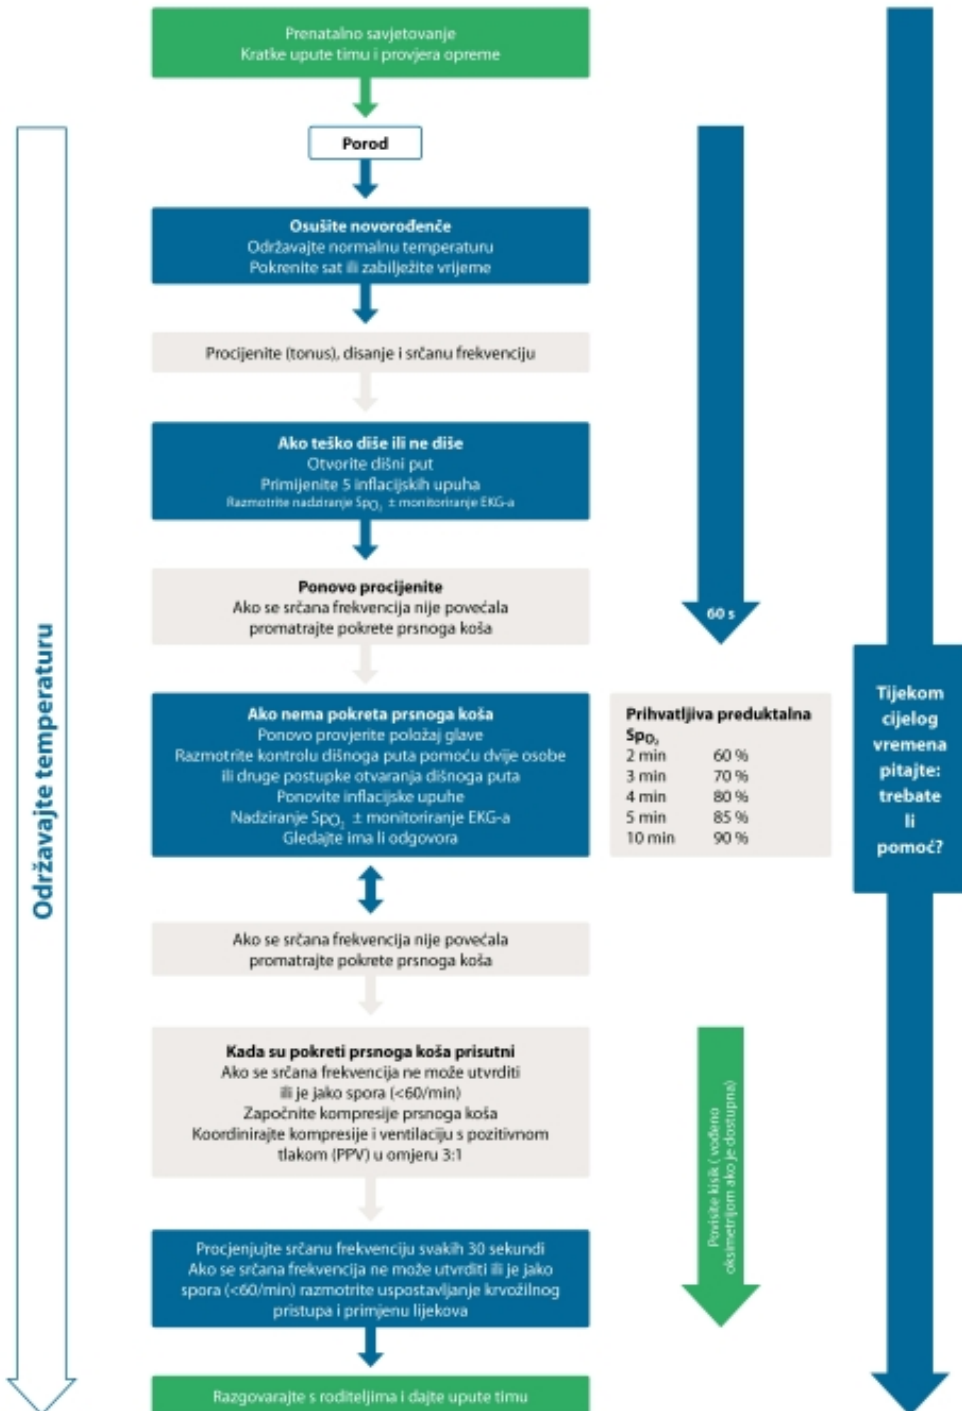 Prenatalno savjetovanje
Kratke upute timu i provjera opreme
Porod
Osušite novorođenče
Održavajte normalnu temperaturu
Pokrenite sat ili zabilježite vrijeme
Procijenite (tonus), disanje i srčanu frekvenciju
Ako teško diše ili ne diše
Otvorite dišni put
Primijenite 5 inflacijskih upuha
Razmotrite nadziranje SpO₂ ± monitoriranje EKG-a
Ponovo procijenite
Ako se srčana frekvencija nije povećala
promatrajte pokrete prsnoga koša
60 s
Ako nema pokreta prsnoga koša
Ponovo provjerite položaj glave
Razmotrite kontrolu dišnoga puta pomoću dvije osobe
ili druge postupke otvaranja dišnoga puta
Ponovite inflacijske upuhe
Nadziranje SpO₂ ± monitoriranje EKG-a
Gledajte ima li odgovora
Prihvatljiva preduktalna
SpO₂
2 min 60 %
3 min 70 %
4 min 80 %
5 min 85 %
10 min 90 %
Tijekom
cijelog
vremena
pitajte:
trebate
li
pomoć?
Održavajte temperaturu
Ako se srčana frekvencija nije povećala
promatrajte pokrete prsnoga koša
Kada su pokreti prsnoga koša prisutni
Ako se srčana frekvencija ne može utvrditi
ili je jako spora (<60/min)
Započnite kompresije prsnoga koša
Koordinirajte kompresije i ventilaciju s pozitivnom
tlakom (PPV) u omjeru 3:1
Povisite kisik ( vođeno
oksimetrijom ako je dostupna)
Procjenjujte srčanu frekvenciju svakih 30 sekundi
Ako se srčana frekvencija ne može utvrditi ili je jako
spora (<60/min) razmotrite uspostavljanje krvožilnog
pristupa i primjenu lijekova
Razgovarajte s roditeljima i dajte upute timu